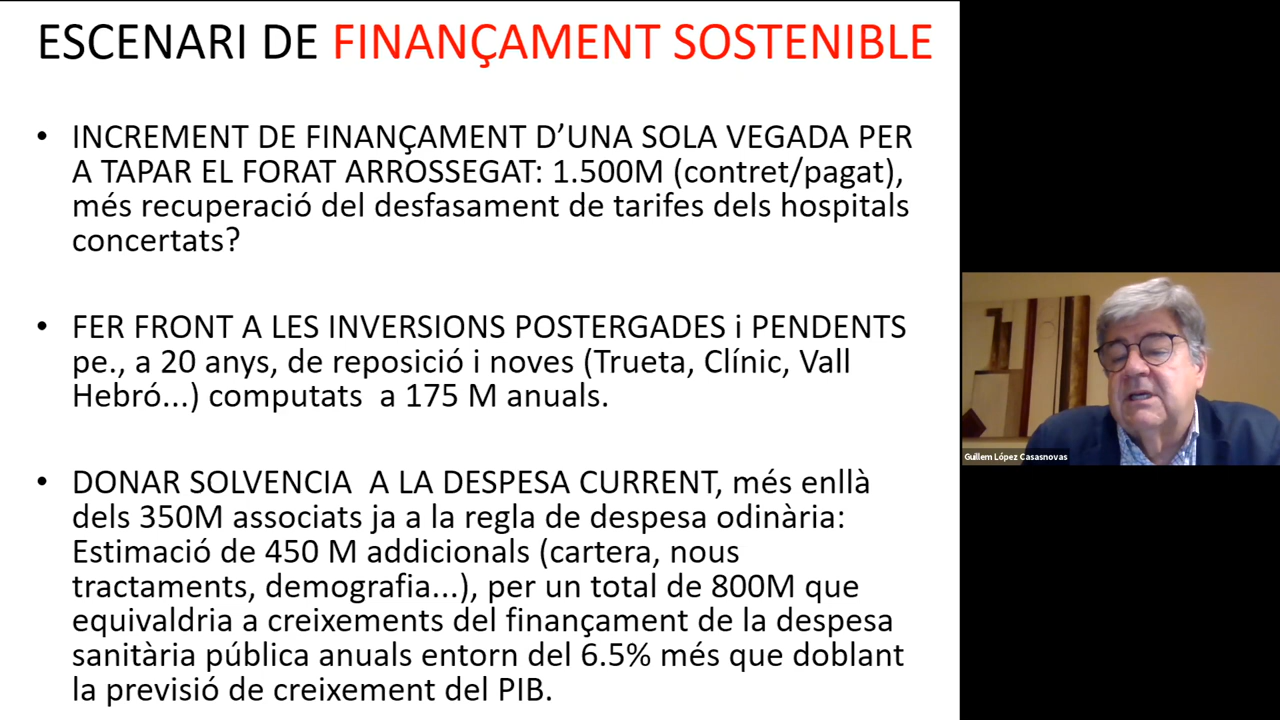 ESCENARI DE FINANÇAMENT SOSTENIBLE
• INCREMENT DE FINANÇAMENT D’UNA SOLA VEGADA PER
A TAPAR EL FORAT ARROSSEGAT: 1.500M (contret/pagat),
més recuperació del desfasament de tarifes dels hospitals
concertats?
• FER FRONT A LES INVERSIONS POSTERGADES i PENDENTS
pe., a 20 anys, de reposició i noves (Trueta, Clínic, Vall
Hebró...) computats a 175 M anuals.
• DONAR SOLVENCIA A LA DESPESA CURRENT, més enllà
dels 350M associats ja a la regla de despesa odinària:
Estimació de 450 M addicionals (cartera, nous
tractaments, demografia...), per un total de 800M que
equivaldria a creixements del finançament de la despesa
sanitària pública anuals entorn del 6.5% més que doblant
la previsió de creixement del PIB.
Guillem López Casasnovas